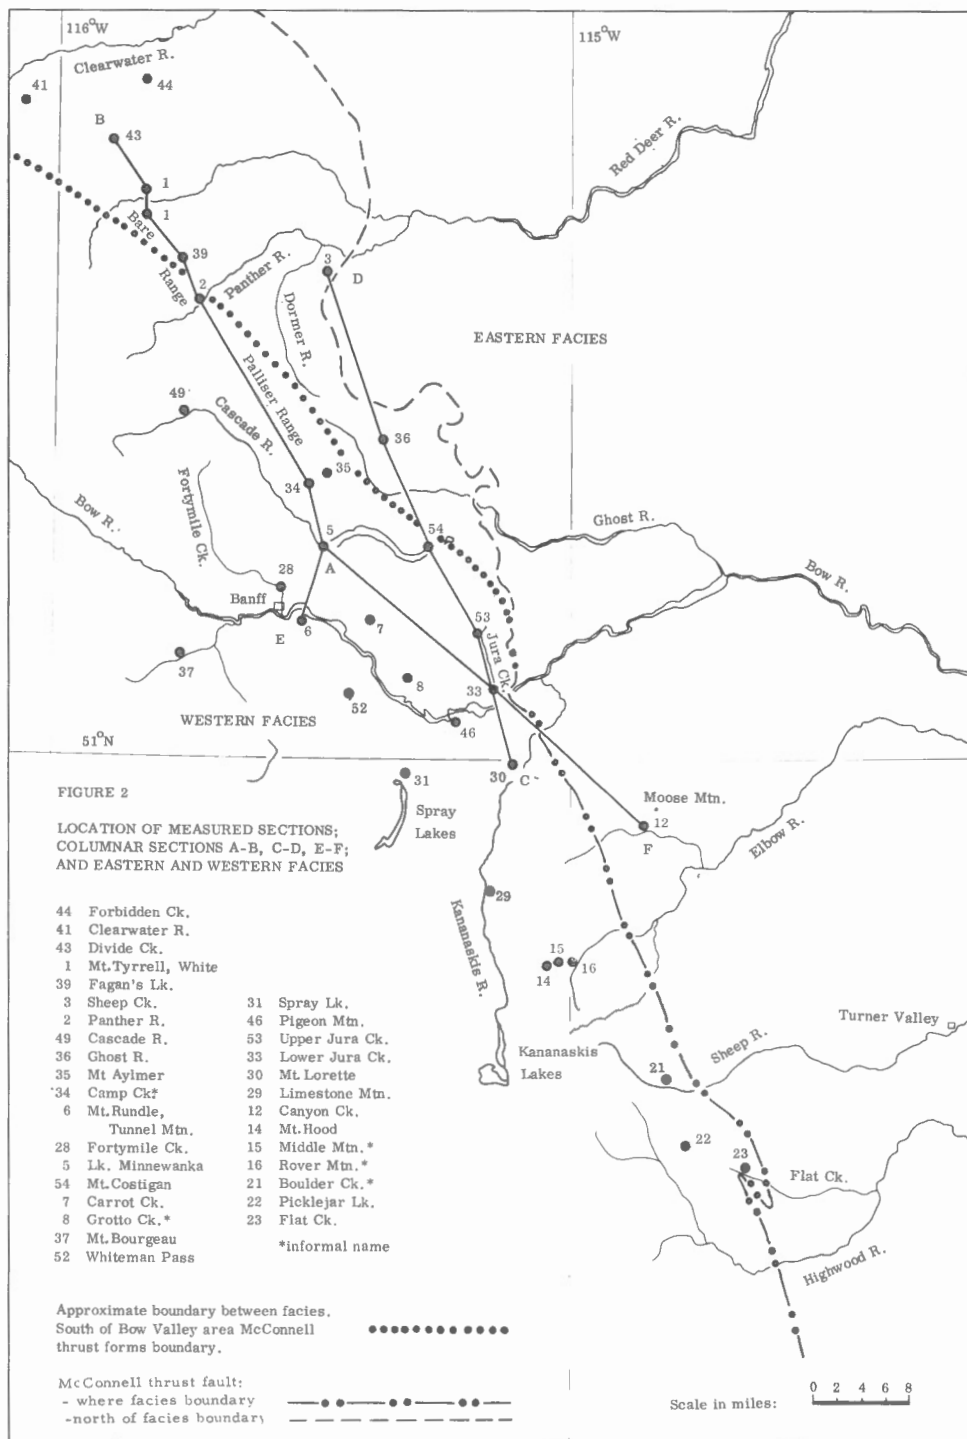 116°W
115°W
Clearwater R.
41
44
B
43
Red Deer R.
1
1
Bare
Range
39
2
Panther R.
3
D
Dormer R.
EASTERN FACIES
Palliser Range
49
Cascade R.
36
35
34
Fortymile Ck.
Bow R.
Ghost R.
5
54
A
Bow R.
28
Banff
E
6
7
53
Jura Ck.
37
8
33
52
WESTERN FACIES
46
51°N
30
C
31
Spray
Lakes
Moose Mtn.
12
F
Elbow R.
FIGURE 2
LOCATION OF MEASURED SECTIONS;
COLUMNAR SECTIONS A-B, C-D, E-F;
AND EASTERN AND WESTERN FACIES
29
Kananaskis R.
15
14
16
Turner Valley
Kananaskis
Lakes
Sheep R.
21
22
23
Flat Ck.
Highwood R.
44 Forbidden Ck.
41 Clearwater R.
43 Divide Ck.
1 Mt.Tyrrell, White
39 Fagan's Lk.
3 Sheep Ck.
2 Panther R.
49 Cascade R.
36 Ghost R.
35 Mt Aylmer
34 Camp Ck*
6 Mt.Rundle,
Tunnel Mtn.
28 Fortymile Ck.
5 Lk. Minnewanka
54 Mt.Costigan
7 Carrot Ck.
8 Grotto Ck.*
37 Mt.Bourgeau
52 Whiteman Pass
31 Spray Lk.
46 Pigeon Mtn.
53 Upper Jura Ck.
33 Lower Jura Ck.
30 Mt. Lorette
29 Limestone Mtn.
12 Canyon Ck.
14 Mt.Hood
15 Middle Mtn.*
16 Rover Mtn.*
21 Boulder Ck.*
22 Picklejar Lk.
23 Flat Ck.
*informal name
Approximate boundary between facies.
South of Bow Valley area McConnell
thrust forms boundary.
McConnell thrust fault:
- where facies boundary
-north of facies boundary
Scale in miles:
0 2 4 6 8